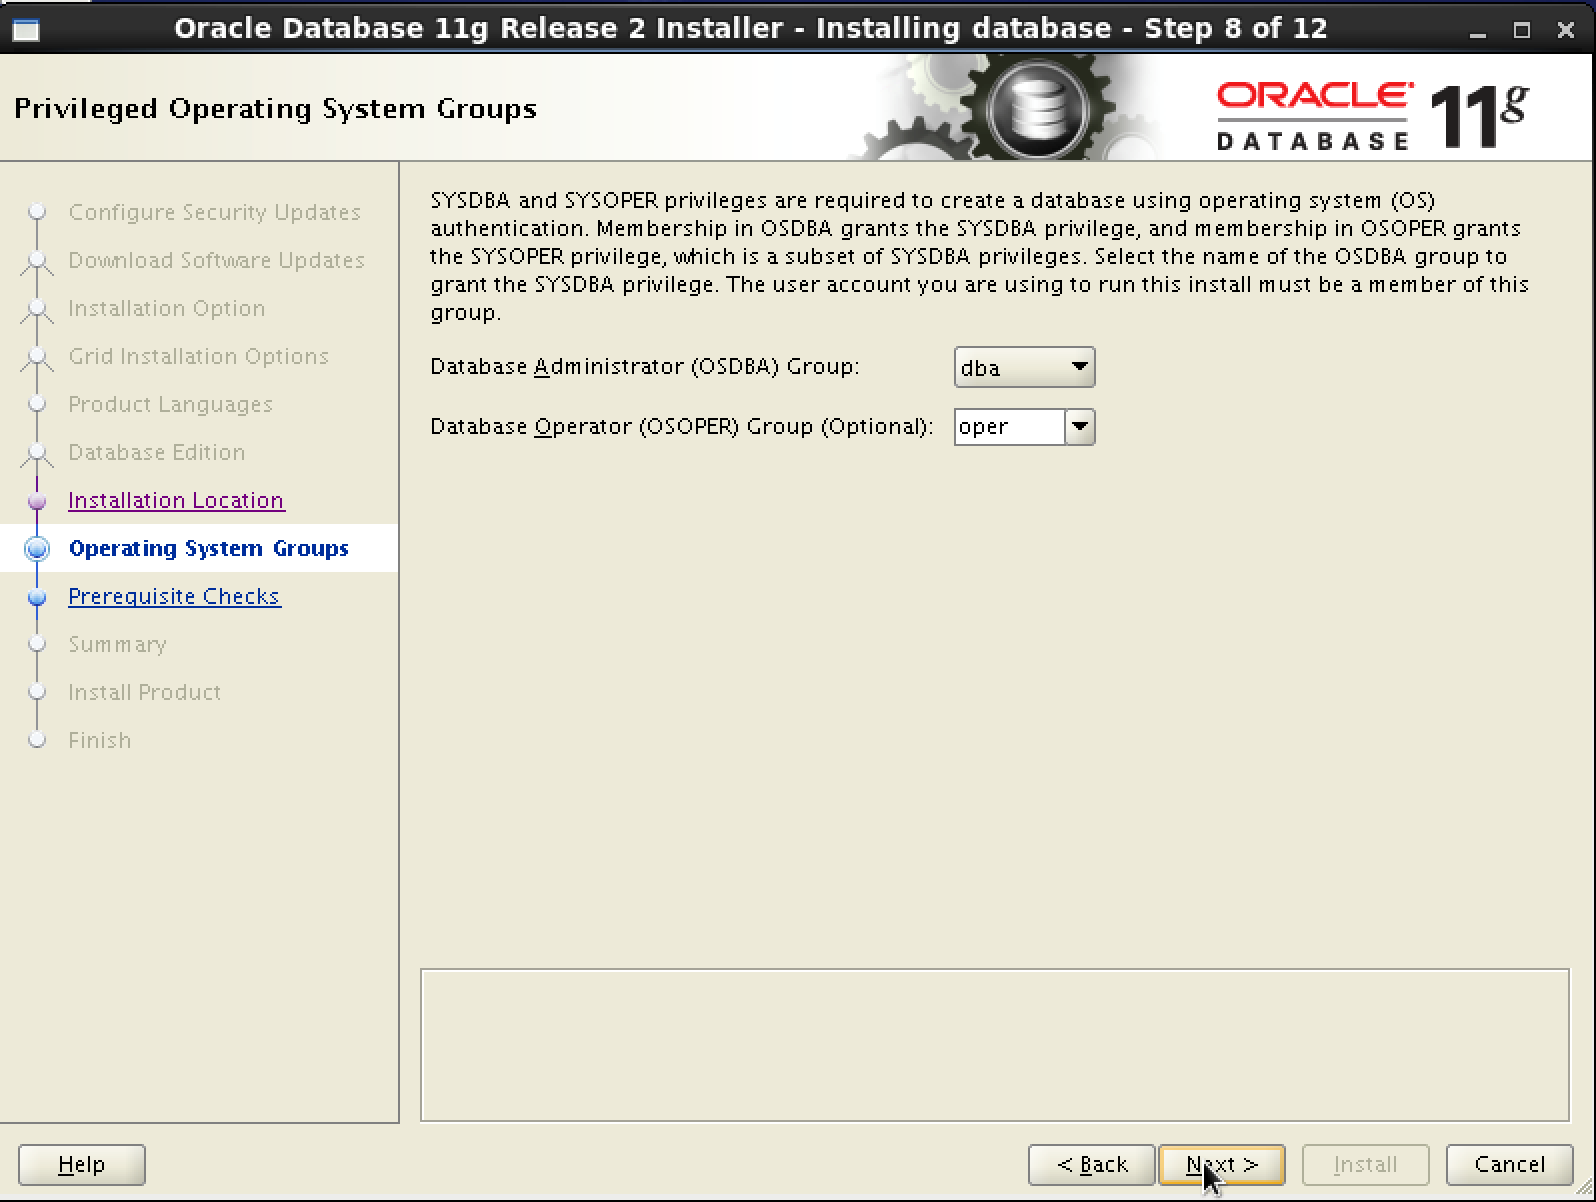 Oracle Database 11g Release 2 Installer - Installing database - Step 8 of 12
Privileged Operating System Groups
ORACLE
DATABASE
11g
Configure Security Updates
Download Software Updates
Installation Option
Grid Installation Options
Product Languages
Database Edition
Installation Location
Operating System Groups
Prerequisite Checks
Summary
Install Product
Finish
SYSDBA and SYSOPER privileges are required to create a database using operating system (OS)
authentication. Membership in OSDBA grants the SYSDBA privilege, and membership in OSOPER grants
the SYSOPER privilege, which is a subset of SYSDBA privileges. Select the name of the OSDBA group to
grant the SYSDBA privilege. The user account you are using to run this install must be a member of this
group.
Database Administrator (OSDBA) Group: dba
Database Operator (OSOPER) Group (Optional): oper
Help
< Back
Next >
Install
Cancel